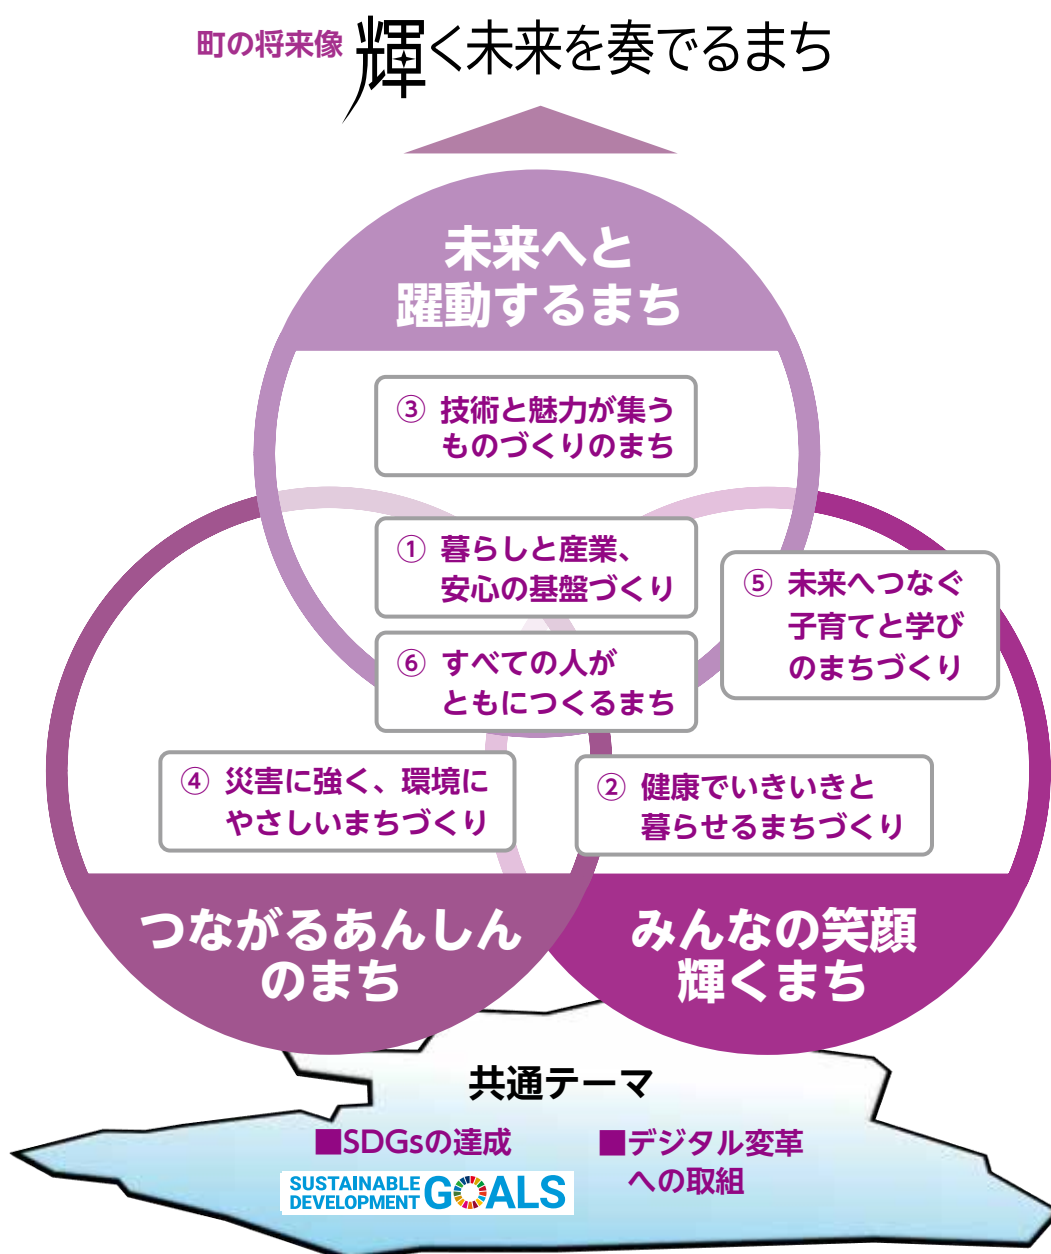 町の将来像 輝く未来を奏でるまち
未来へと
躍動するまち
③ 技術と魅力が集う
ものづくりのまち
① 暮らしと産業、
安心の基盤づくり
⑤ 未来へつなぐ
子育てと学び
のまちづくり
⑥ すべての人が
ともにつくるまち
④ 災害に強く、環境に
やさしいまちづくり
② 健康でいきいきと
暮らせるまちづくり
つながるあんしん
のまち
みんなの笑顔
輝くまち
共通テーマ
■SDGsの達成
SUSTAINABLE
DEVELOPMENT GOALS
■デジタル変革
への取組